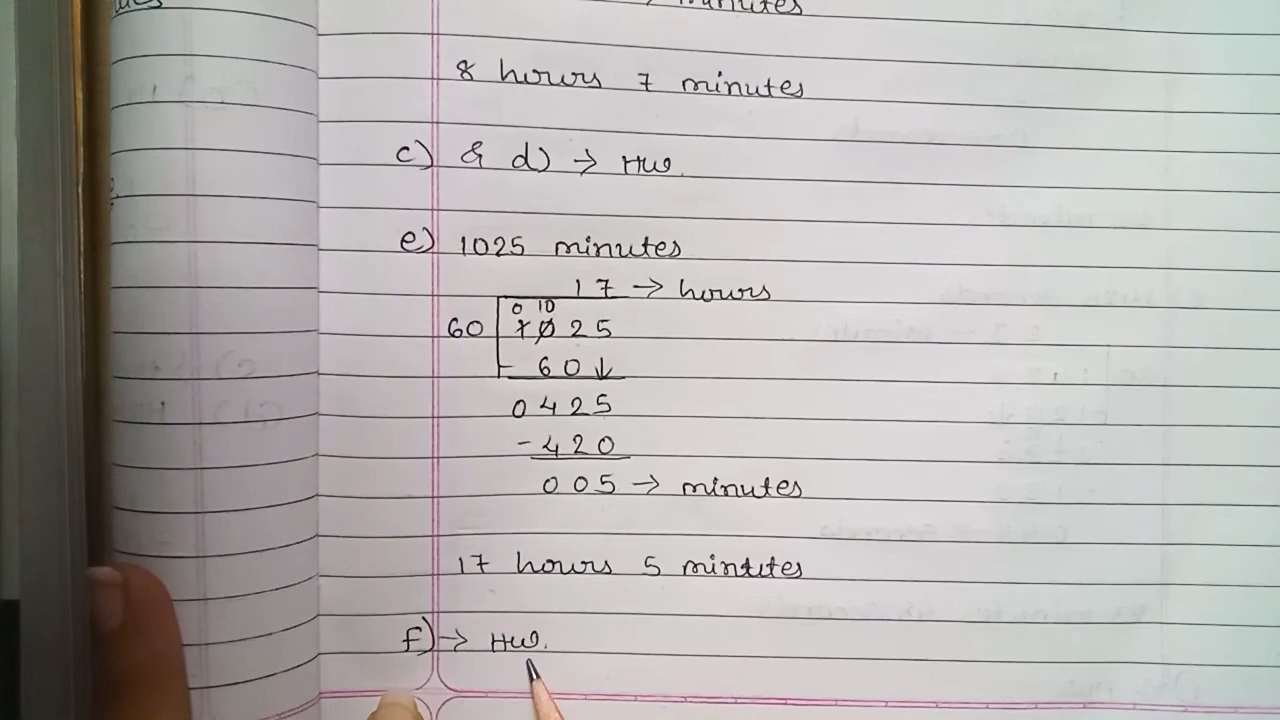 minutes
8 hours 7 minutes
c) & d) → HW.
e) 1025 minutes
17 → hours
0 10
60 1025
- 60↓
0425
-420
005 → minutes
17 hours 5 mintites
f) → HW.